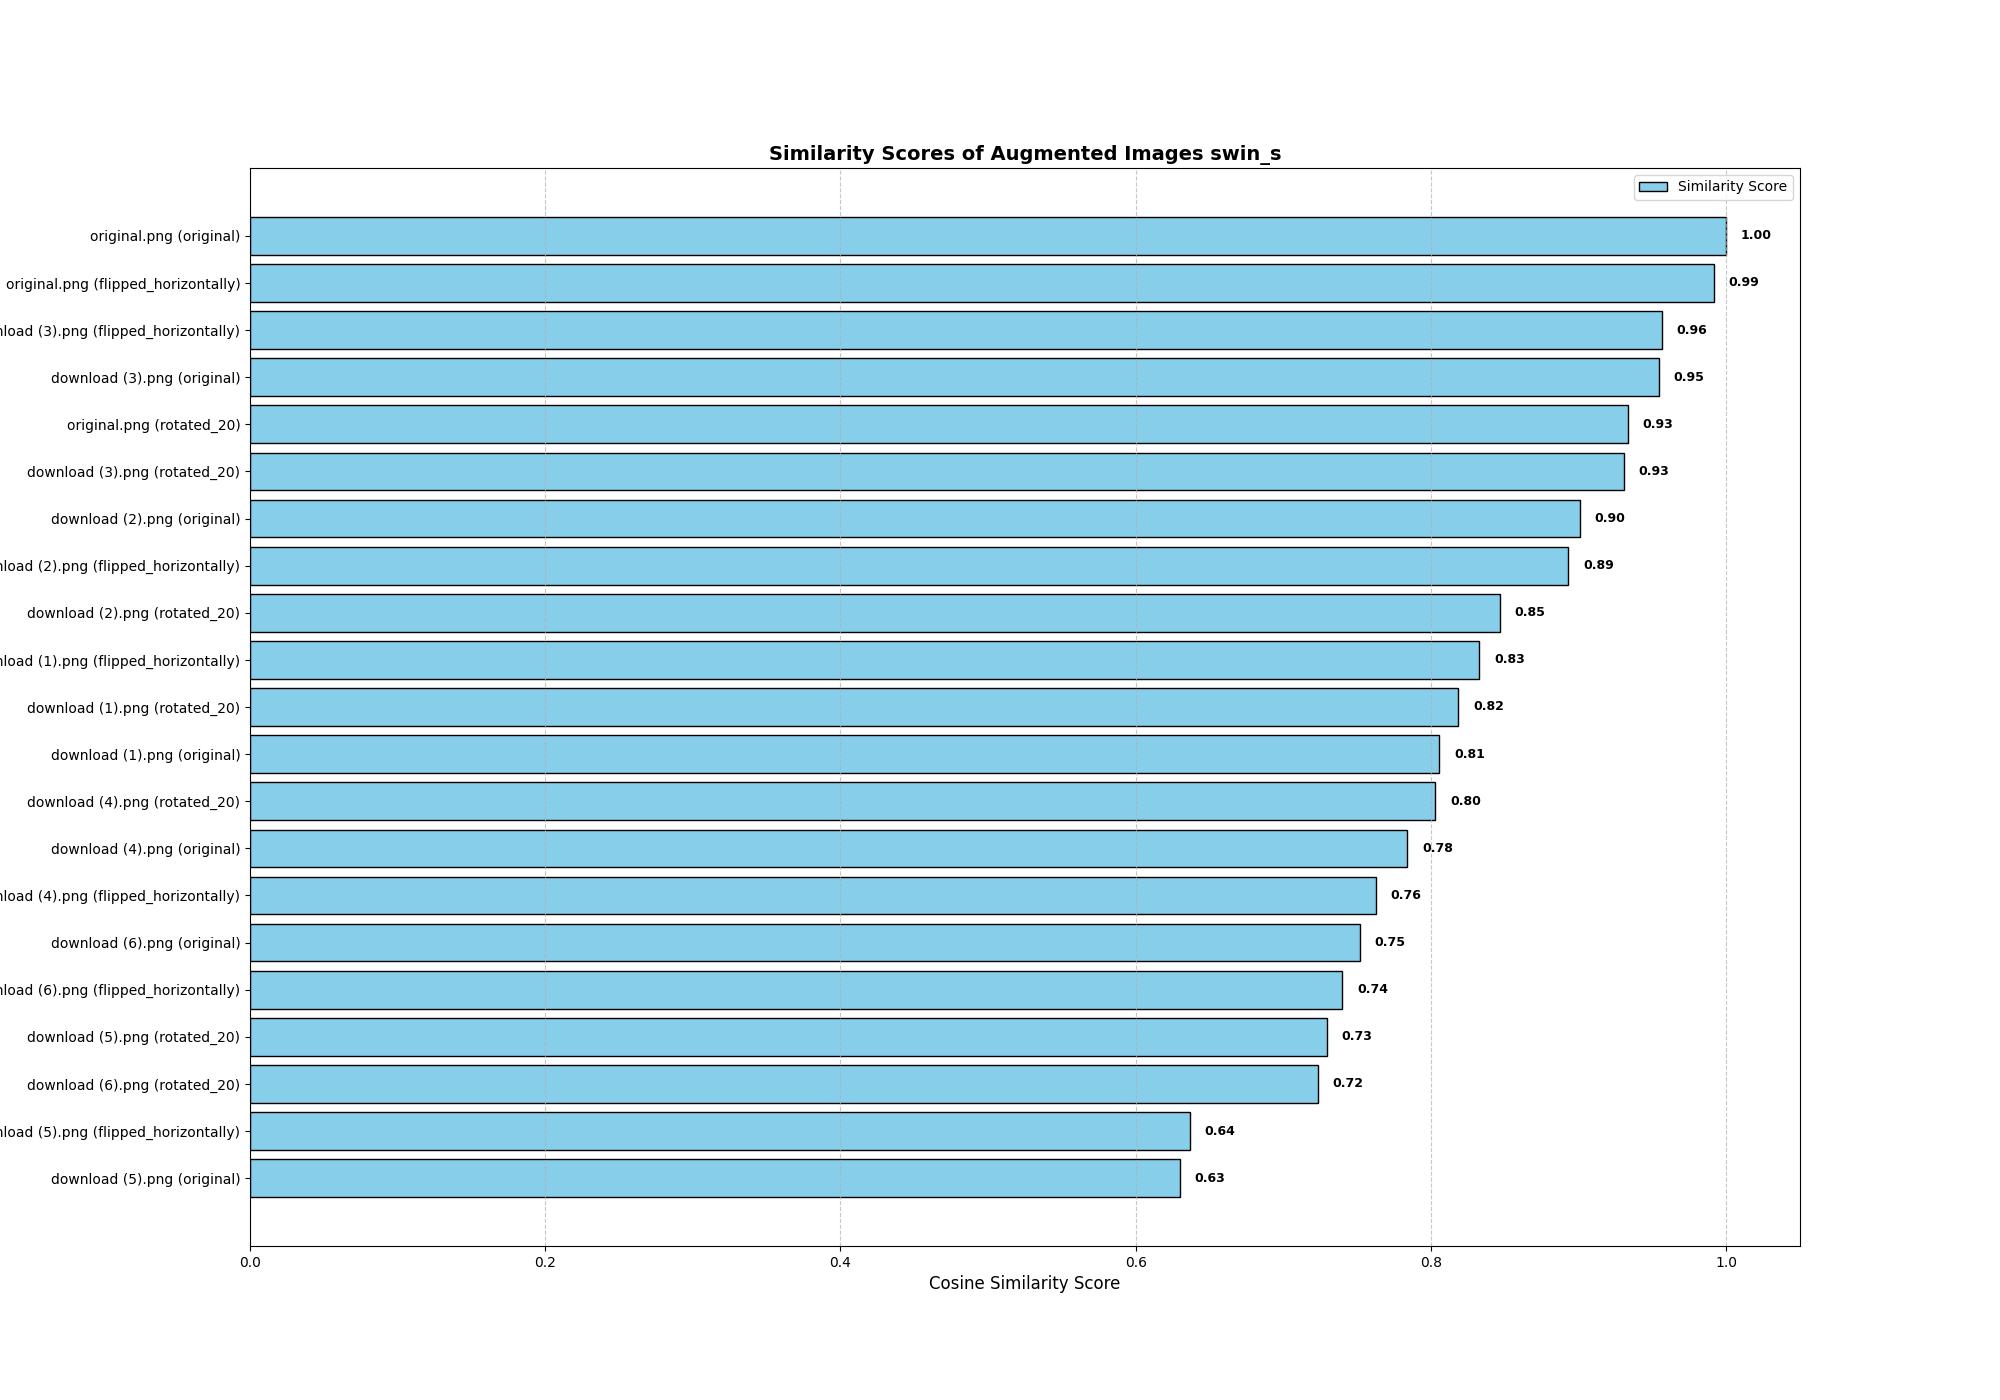 Similarity Scores of Augmented Images swin_s
Similarity Score
original.png (original) 1.00
original.png (flipped_horizontally) 0.99
nload (3).png (flipped_horizontally) 0.96
download (3).png (original) 0.95
original.png (rotated_20) 0.93
download (3).png (rotated_20) 0.93
download (2).png (original) 0.90
nload (2).png (flipped_horizontally) 0.89
download (2).png (rotated_20) 0.85
nload (1).png (flipped_horizontally) 0.83
download (1).png (rotated_20) 0.82
download (1).png (original) 0.81
download (4).png (rotated_20) 0.80
download (4).png (original) 0.78
nload (4).png (flipped_horizontally) 0.76
download (6).png (original) 0.75
nload (6).png (flipped_horizontally) 0.74
download (5).png (rotated_20) 0.73
download (6).png (rotated_20) 0.72
nload (5).png (flipped_horizontally) 0.64
download (5).png (original) 0.63
0.0 0.2 0.4 0.6 0.8 1.0
Cosine Similarity Score